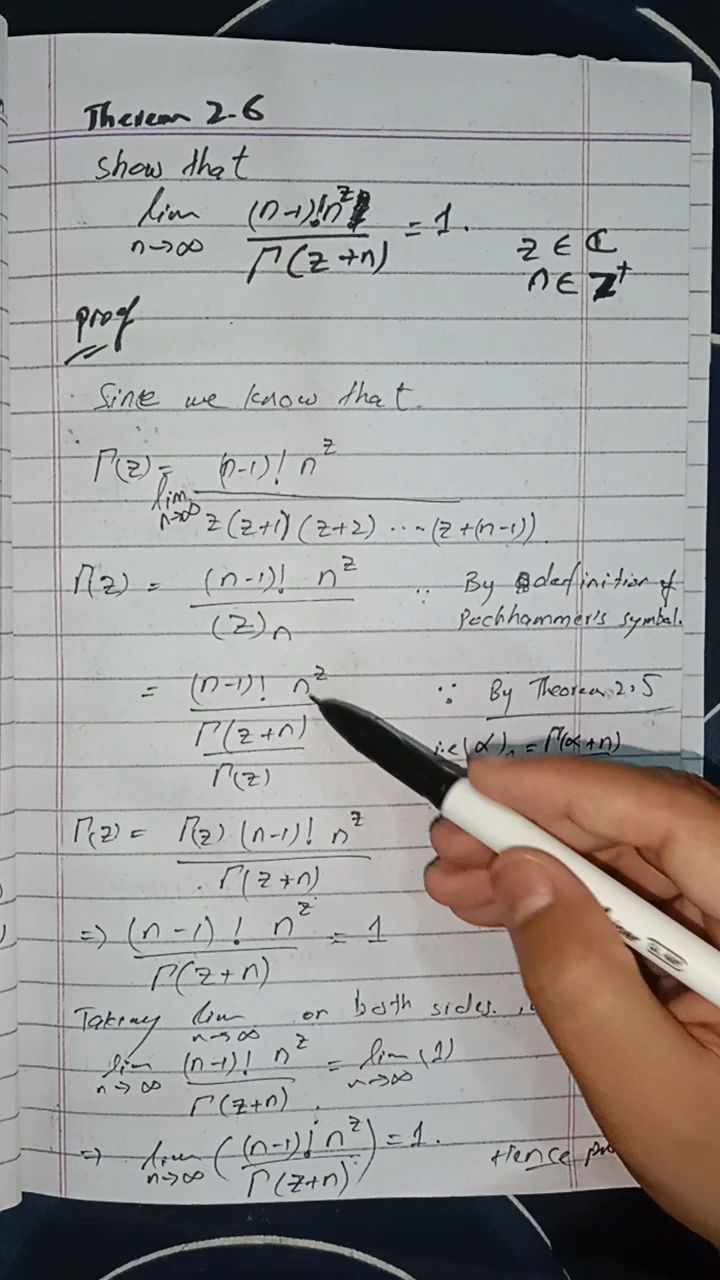 Theorem 2.6
show that
lim n→∞ (n-1)! n^z / Γ(z+n) = 1.
z ∈ ℂ
n ∈ Z⁺
proof
Since we know that
Γ(z) = lim n→∞ (n-1)! n^z / z(z+1)(z+2) ---- (z+(n-1))
Γ(z) = (n-1)! n^z / (z)n ∵ By definition of
Pochhammer's symbol.
= (n-1)! n^z / (Γ(z+n) / Γ(z)) ∵ By Theorem 2.5
i.e (α)n = Γ(α+n)
Γ(z) = Γ(z) (n-1)! n^z / Γ(z+n)
⇒ (n-1)! n^z / Γ(z+n) = 1
Taking lim n→∞ on both sides.
lim n→∞ (n-1)! n^z / Γ(z+n) = lim n→∞ (1)
⇒ lim n→∞ ((n-1)! n^z / Γ(z+n)) = 1. Hence